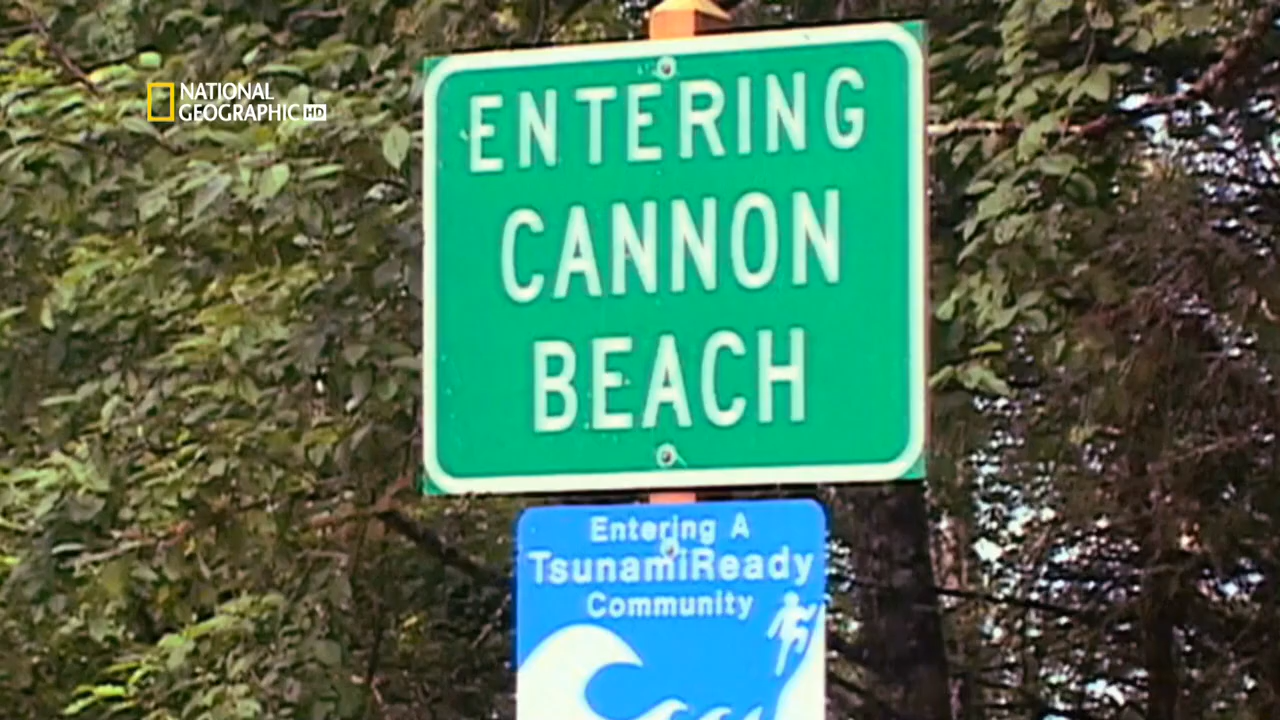 NATIONAL
GEOGRAPHIC HD
ENTERING
CANNON
BEACH
Entering A
TsunamiReady
Community